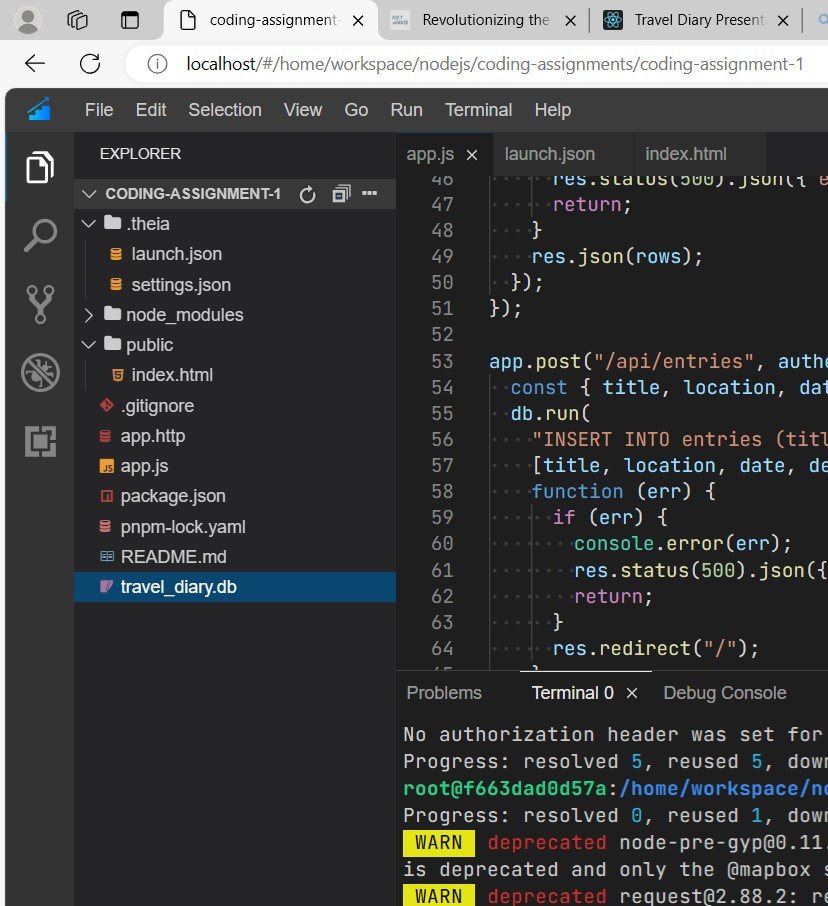 coding-assignment-
Revolutionizing the
Travel Diary Present
localhost/#/home/workspace/nodejs/coding-assignments/coding-assignment-1
File Edit Selection View Go Run Terminal Help
EXPLORER
CODING-ASSIGNMENT-1
.theia
launch.json
settings.json
node_modules
public
index.html
.gitignore
app.http
app.js
package.json
pnpm-lock.yaml
README.md
travel_diary.db
app.js launch.json index.html
46 res.status(500).json({ e
47 return;
48 }
49 res.json(rows);
50 });
51 });
52
53 app.post("/api/entries", authe
54 const { title, location, dat
55 db.run(
56 "INSERT INTO entries (titl
57 [title, location, date, de
58 function (err) {
59 if (err) {
60 console.error(err);
61 res.status(500).json({
62 return;
63 }
64 res.redirect("/");
Problems Terminal 0 Debug Console
No authorization header was set for
Progress: resolved 5, reused 5, down
root@f663dad0d57a:/home/workspace/no
Progress: resolved 0, reused 1, down
WARN deprecated node-pre-gyp@0.11.
is deprecated and only the @mapbox s
WARN deprecated request@2.88.2: re